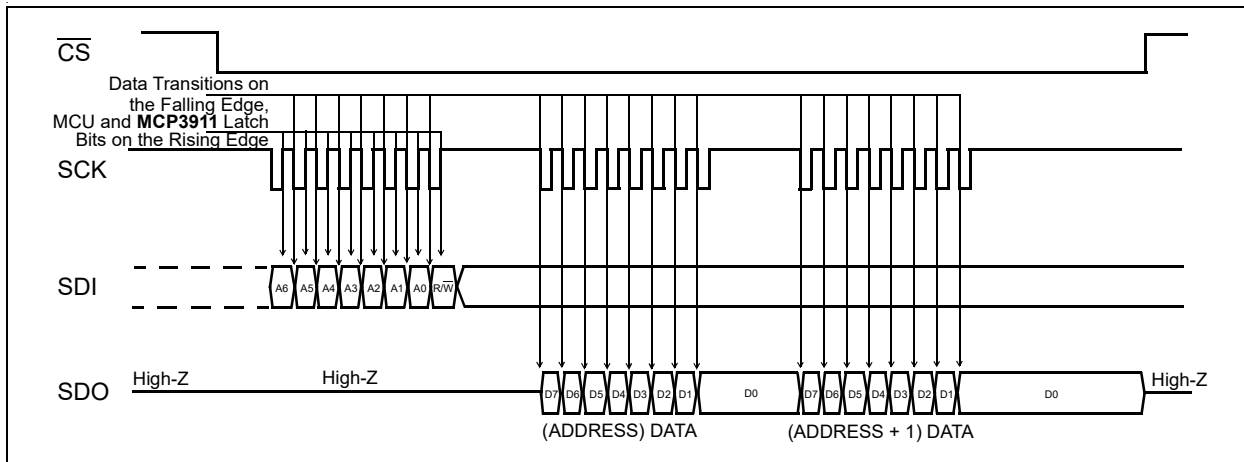 CS
Data Transitions on
the Falling Edge,
MCU and MCP3911 Latch
Bits on the Rising Edge
SCK
SDI
A6 A5 A4 A3 A2 A1 A0 R/W
SDO
High-Z
High-Z
D7 D6 D5 D4 D3 D2 D1 D0
D7 D6 D5 D4 D3 D2 D1 D0
High-Z
(ADDRESS) DATA
(ADDRESS + 1) DATA